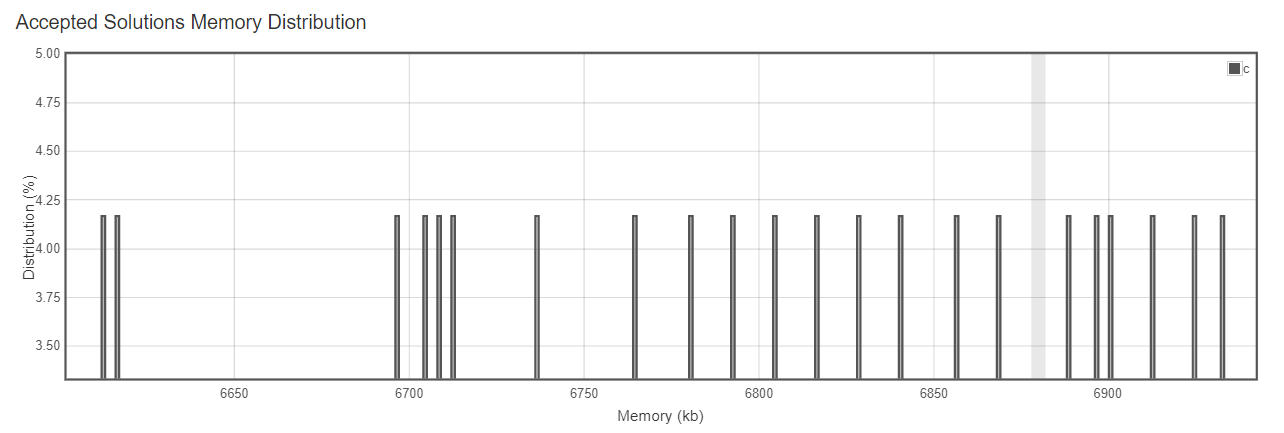 Accepted Solutions Memory Distribution
5.00
c
4.75
4.50
4.25
4.00
3.75
3.50
Distribution (%)
6650 6700 6750 6800 6850 6900
Memory (kb)